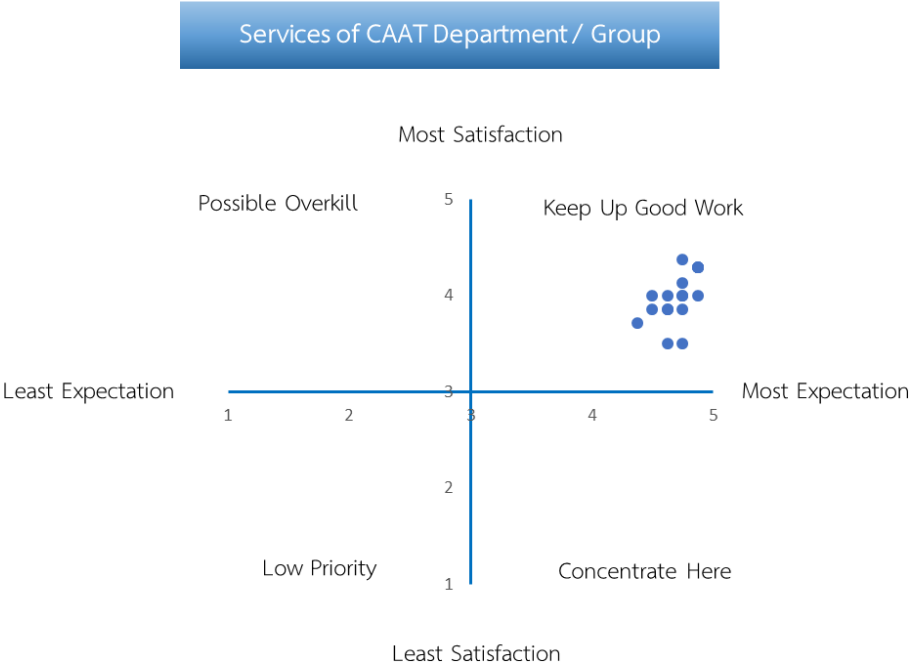 Services of CAAT Department / Group
Most Satisfaction
Possible Overkill
5
Keep Up Good Work
4
Least Expectation
3
Most Expectation
1
2
3
4
5
2
Low Priority
1
Concentrate Here
Least Satisfaction